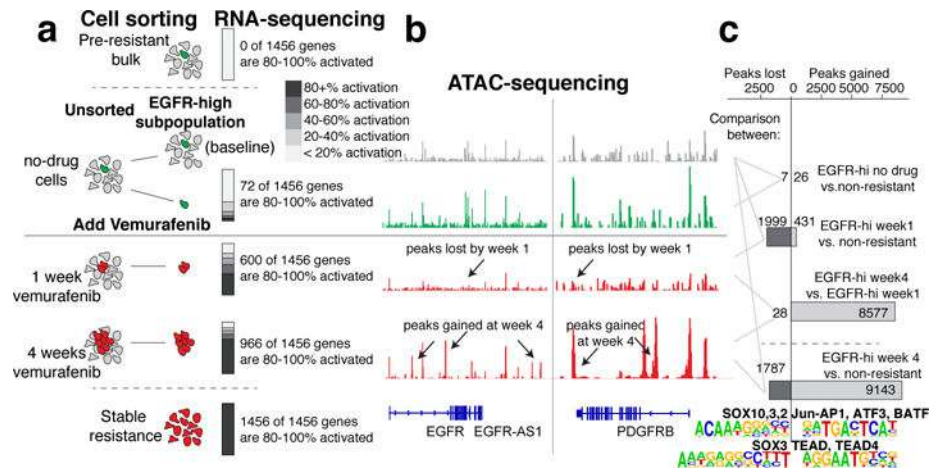 a
Cell sorting
RNA-sequencing
Pre-resistant
bulk
0 of 1456 genes
are 80-100% activated
80+% activation
60-80% activation
40-60% activation
20-40% activation
< 20% activation
Unsorted
EGFR-high
subpopulation
(baseline)
no-drug
cells
72 of 1456 genes
are 80-100% activated
Add Vemurafenib
1 week
vemurafenib
600 of 1456 genes
are 80-100% activated
4 weeks
vemurafenib
966 of 1456 genes
are 80-100% activated
Stable
resistance
1456 of 1456 genes
are 80-100% activated
b
ATAC-sequencing
peaks lost by week 1
peaks lost by week 1
peaks gained at week 4
peaks gained
at week 4
EGFR
EGFR-AS1
PDGFRB
c
Peaks lost
Peaks gained
2500
0
2500
5000
7500
Comparison
between:
7
26
EGFR-hi no drug
vs.non-resistant
1999
431
EGFR-hi week1
vs. non-resistant
EGFR-hi week4
vs. EGFR-hi week1
28
8577
EGFR-hi week 4
vs. non-resistant
1787
9143
SOX10,3,2
Jun-AP1, ATF3, BATF
SOX3
TEAD, TEAD4